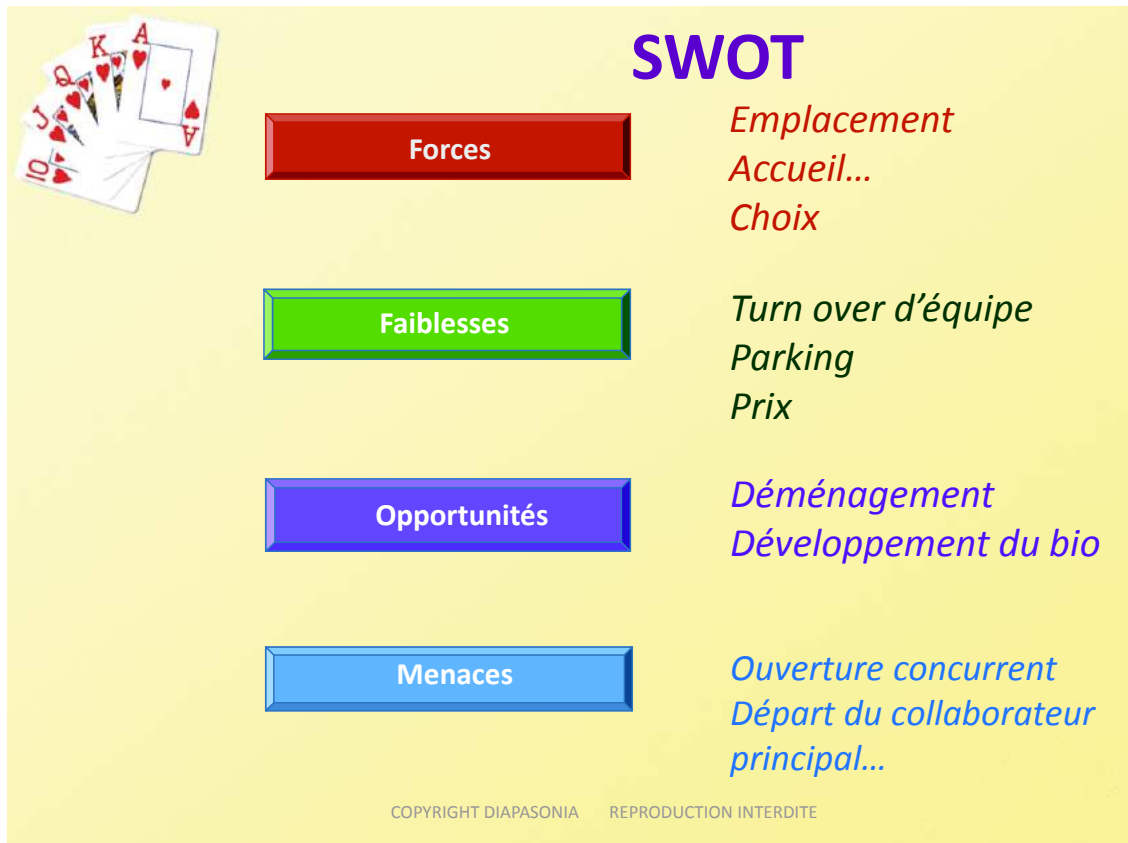 SWOT
A
K
Q
J
10
A
Forces
Emplacement
Accueil…
Choix
Faiblesses
Turn over d’équipe
Parking
Prix
Opportunités
Déménagement
Développement du bio
Menaces
Ouverture concurrent
Départ du collaborateur
principal…
COPYRIGHT DIAPASONIA REPRODUCTION INTERDITE